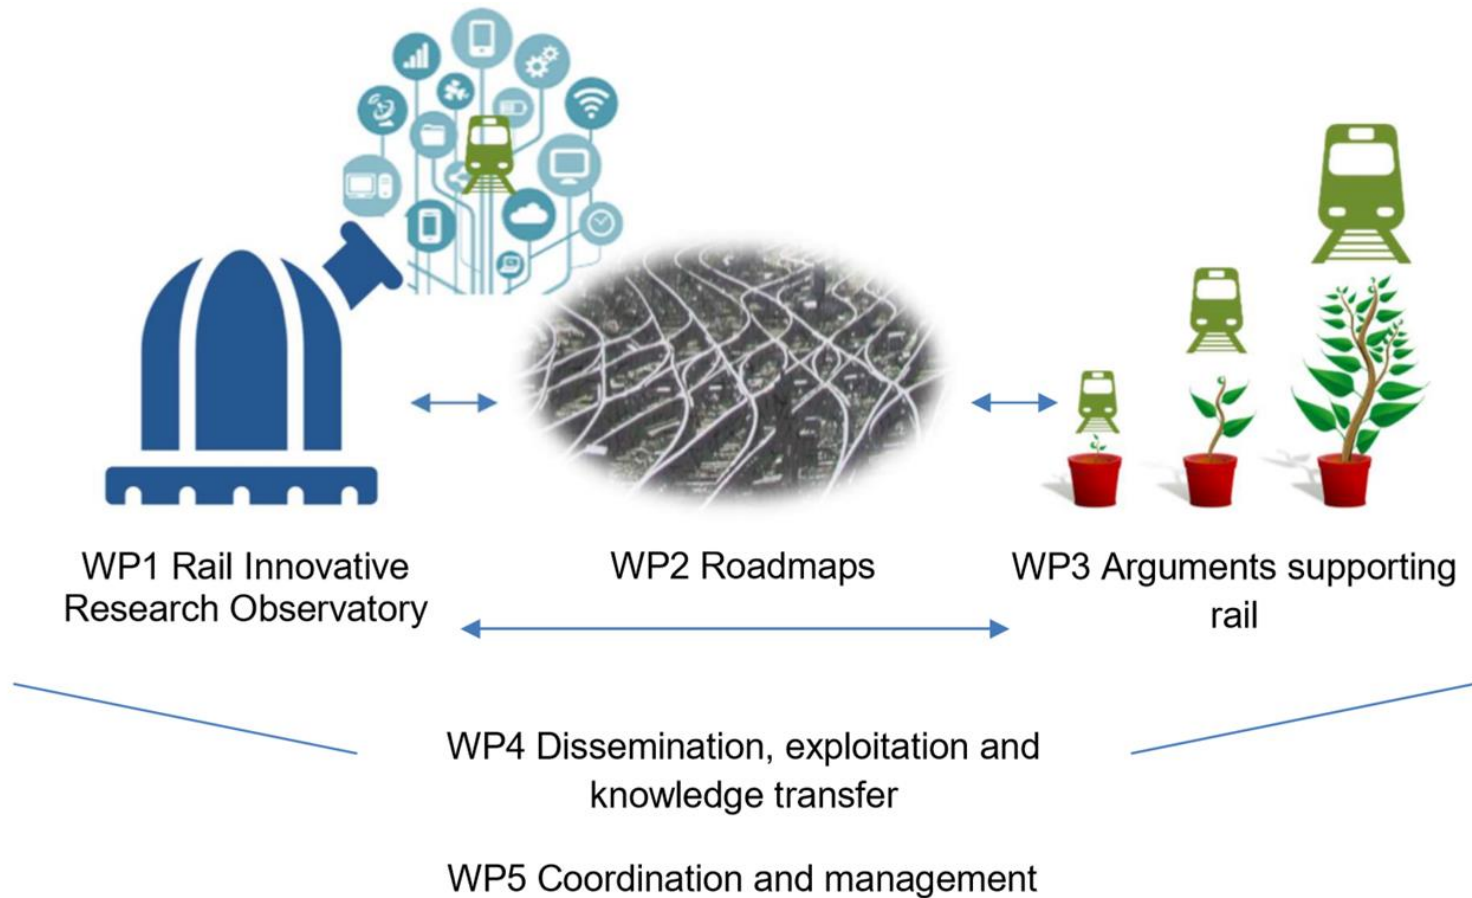 WP1 Rail Innovative
Research Observatory
WP2 Roadmaps
WP3 Arguments supporting
rail
WP4 Dissemination, exploitation and
knowledge transfer
WP5 Coordination and management